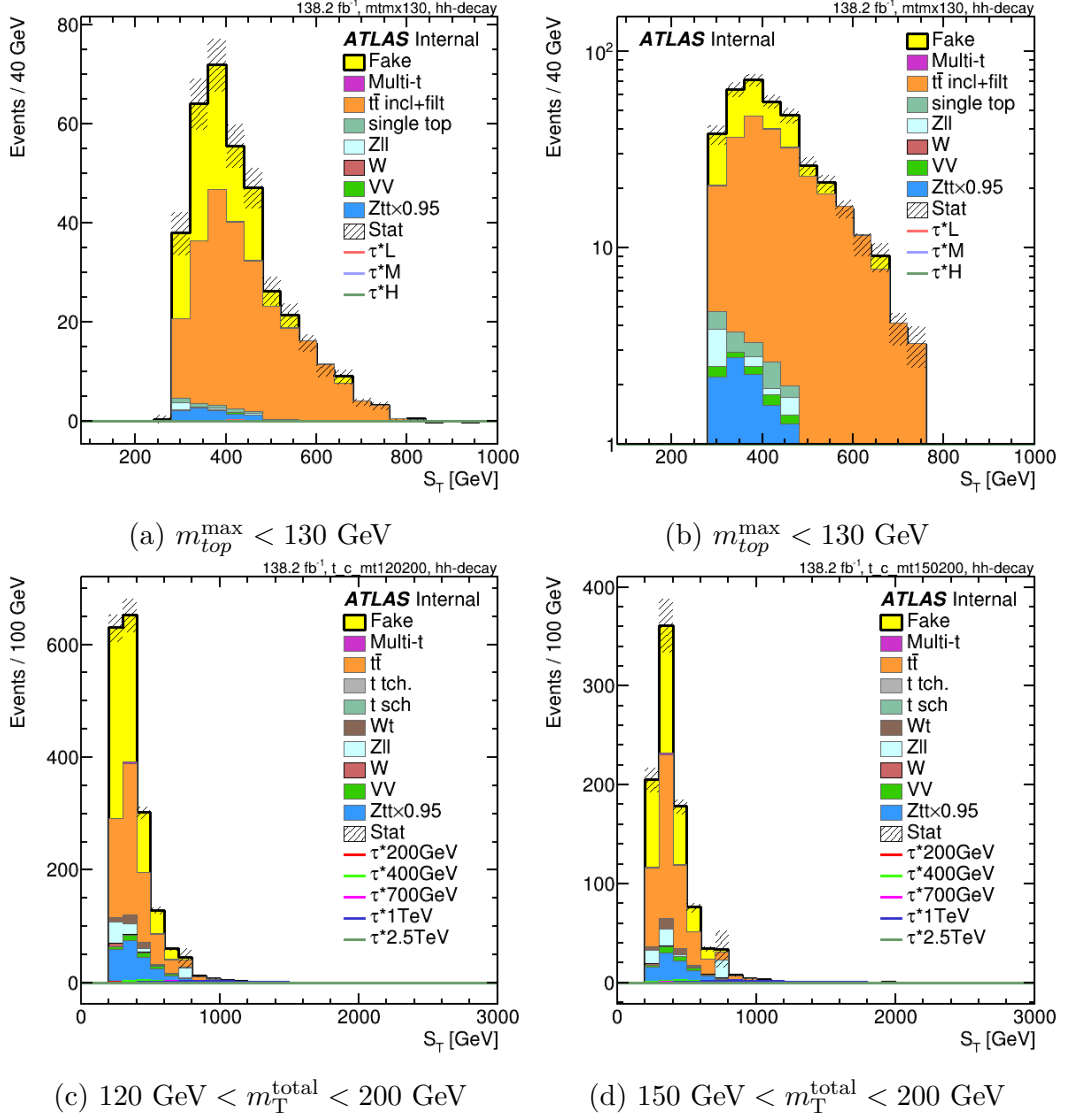 138.2 fb⁻¹, mtmx130, hh-decay
Events / 40 GeV
80
60
40
20
0
ATLAS Internal
Fake
Multi-t
tt̄ incl+filt
single top
Zll
W
VV
Ztt×0.95
Stat
τ*L
τ*M
τ*H
200 400 600 800 1000
S_T [GeV]
(a) m_top^max < 130 GeV
138.2 fb⁻¹, mtmx130, hh-decay
Events / 40 GeV
10²
10
1
ATLAS Internal
Fake
Multi-t
tt̄ incl+filt
single top
Zll
W
VV
Ztt×0.95
Stat
τ*L
τ*M
τ*H
200 400 600 800 1000
S_T [GeV]
(b) m_top^max < 130 GeV
138.2 fb⁻¹, t_c_mt120200, hh-decay
Events / 100 GeV
600
400
200
0
ATLAS Internal
Fake
Multi-t
tt̄
t tch.
t sch
Wt
Zll
W
VV
Ztt×0.95
Stat
τ*200GeV
τ*400GeV
τ*700GeV
τ*1TeV
τ*2.5TeV
0 1000 2000 3000
S_T [GeV]
(c) 120 GeV < m_T^total < 200 GeV
138.2 fb⁻¹, t_c_mt150200, hh-decay
Events / 100 GeV
400
300
200
100
0
ATLAS Internal
Fake
Multi-t
tt̄
t tch.
t sch
Wt
Zll
W
VV
Ztt×0.95
Stat
τ*200GeV
τ*400GeV
τ*700GeV
τ*1TeV
τ*2.5TeV
0 1000 2000 3000
S_T [GeV]
(d) 150 GeV < m_T^total < 200 GeV